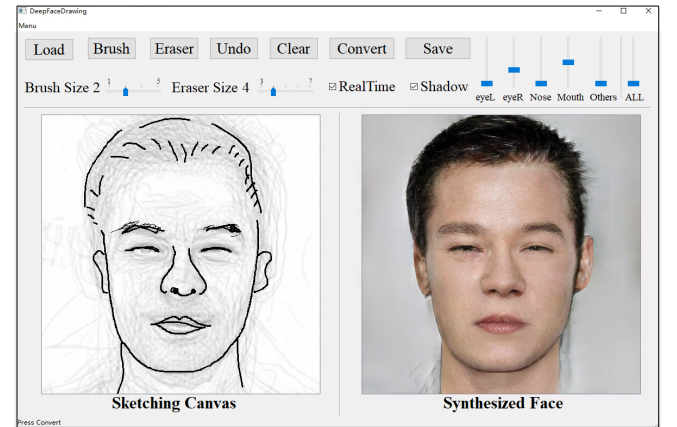 DeepFaceDrawing
Menu
Load Brush Eraser Undo Clear Convert Save
Brush Size 2 1 5 Eraser Size 4 3 7 RealTime Shadow
eyeL eyeR Nose Mouth Others ALL
Sketching Canvas Synthesized Face
Press Convert